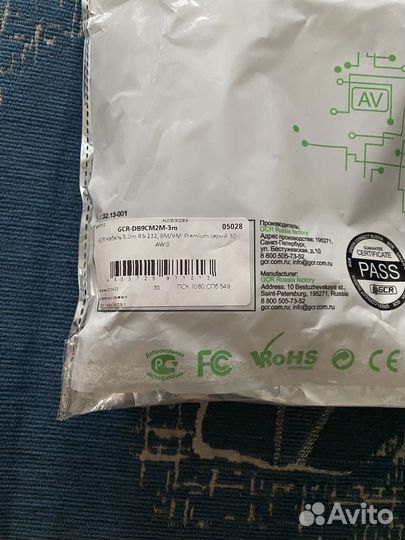 AV
32.13-001
AL000002069
GCR-DB9CM2M-3m
05028
GCR Кабель 3.0m RS-232, 9M/9M, Premium серый 30
AWG
30
ПСК 1080, СПб 549
Производитель:
GCR Russia factory
Адрес производства: 195271,
Санкт-Петербург,
ул. Бестужевская, 10
8 800 505-73-52
gcr.com.ru / info@gcr.com.ru
Manufacturer:
GCR Russia factory
Address: 10 Bestuzhevskaya st.,
Saint-Petersburg, 195271, Russia
8 800 505-73-52
gcr.com.ru / info@gcr.com.ru
GUARANTEE
CERTIFICATE
PASS
GCR
Добровольная
сертификация
FC
RoHS
CE
Avito